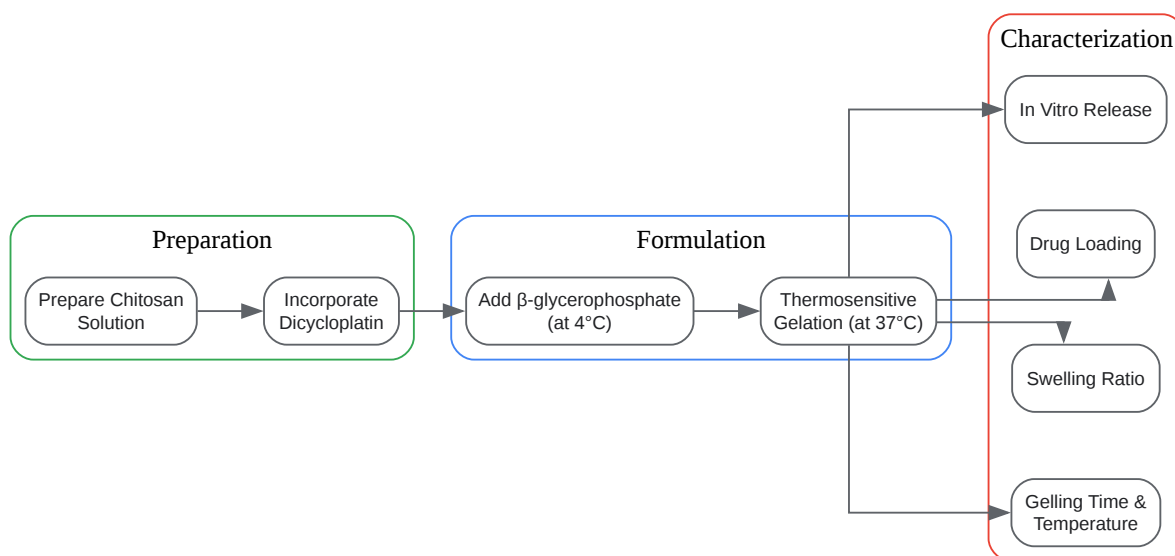 Preparation
Prepare Chitosan
Solution
Incorporate
Dicycloplatin
Formulation
Add β-glycerophosphate
(at 4°C)
Thermosensitive
Gelation (at 37°C)
Characterization
In Vitro Release
Drug Loading
Swelling Ratio
Gelling Time &
Temperature